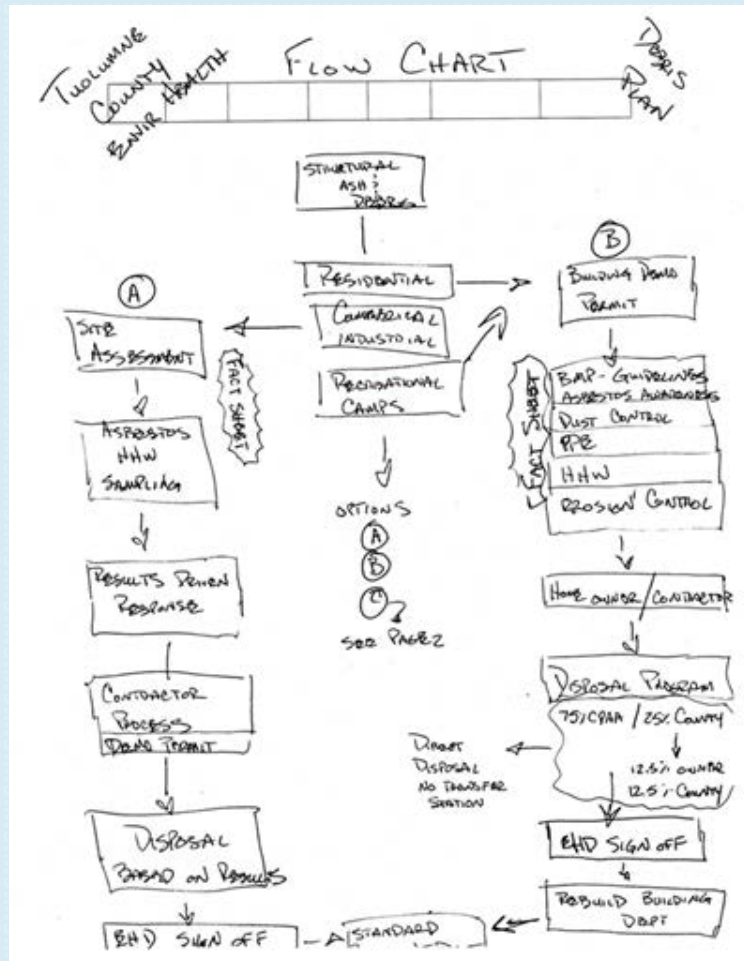 TUOLUMNE
COUNTY
ENVIR HEALTH
FLOW CHART
DEBRIS
PLAN
STRUCTURAL
ASH &
DEBRIS
RESIDENTIAL
COMMERICAL
INDUSTRIAL
RECREATIONAL
CAMPS
OPTIONS
A
B
C
SEE PAGE 2
A
SITE
ASSESSMENT
FACT SHEET
ASBESTOS
HHW
SAMPLING
RESULTS DRIVEN
RESPONSE
CONTRACTOR
PROCESS
DEMO PERMIT
DISPOSAL
BASED ON RESULTS
EHD SIGN OFF
STANDARD
B
BUILDING DEMO
PERMIT
FACT SHEET
BMP - GUIDELINES
ASBESTOS AWARENESS
DUST CONTROL
PPE
HHW
EROSION CONTROL
HOME OWNER / CONTRACTOR
DISPOSAL PROGRAM
75% CDAA / 25% COUNTY
12.5% OWNER
12.5% COUNTY
DIRECT
DISPOSAL
NO TRANSFER
STATION
EHD SIGN OFF
REBUILD BUILDING
DEPT